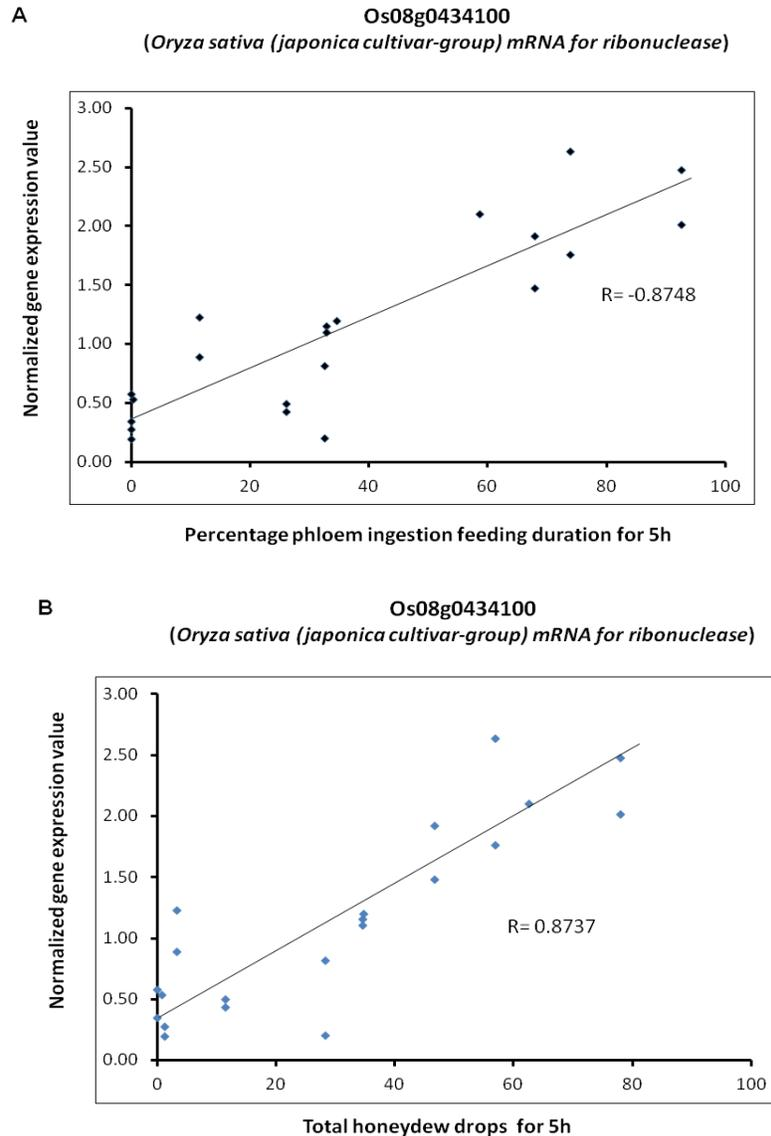 A
Os08g0434100
(Oryza sativa (japonica cultivar-group) mRNA for ribonuclease)
Normalized gene expression value
3.00
2.50
2.00
1.50
1.00
0.50
0.00
R= -0.8748
0 20 40 60 80 100
Percentage phloem ingestion feeding duration for 5h
B
Os08g0434100
(Oryza sativa (japonica cultivar-group) mRNA for ribonuclease)
Normalized gene expression value
3.00
2.50
2.00
1.50
1.00
0.50
0.00
R= 0.8737
0 20 40 60 80 100
Total honeydew drops for 5h